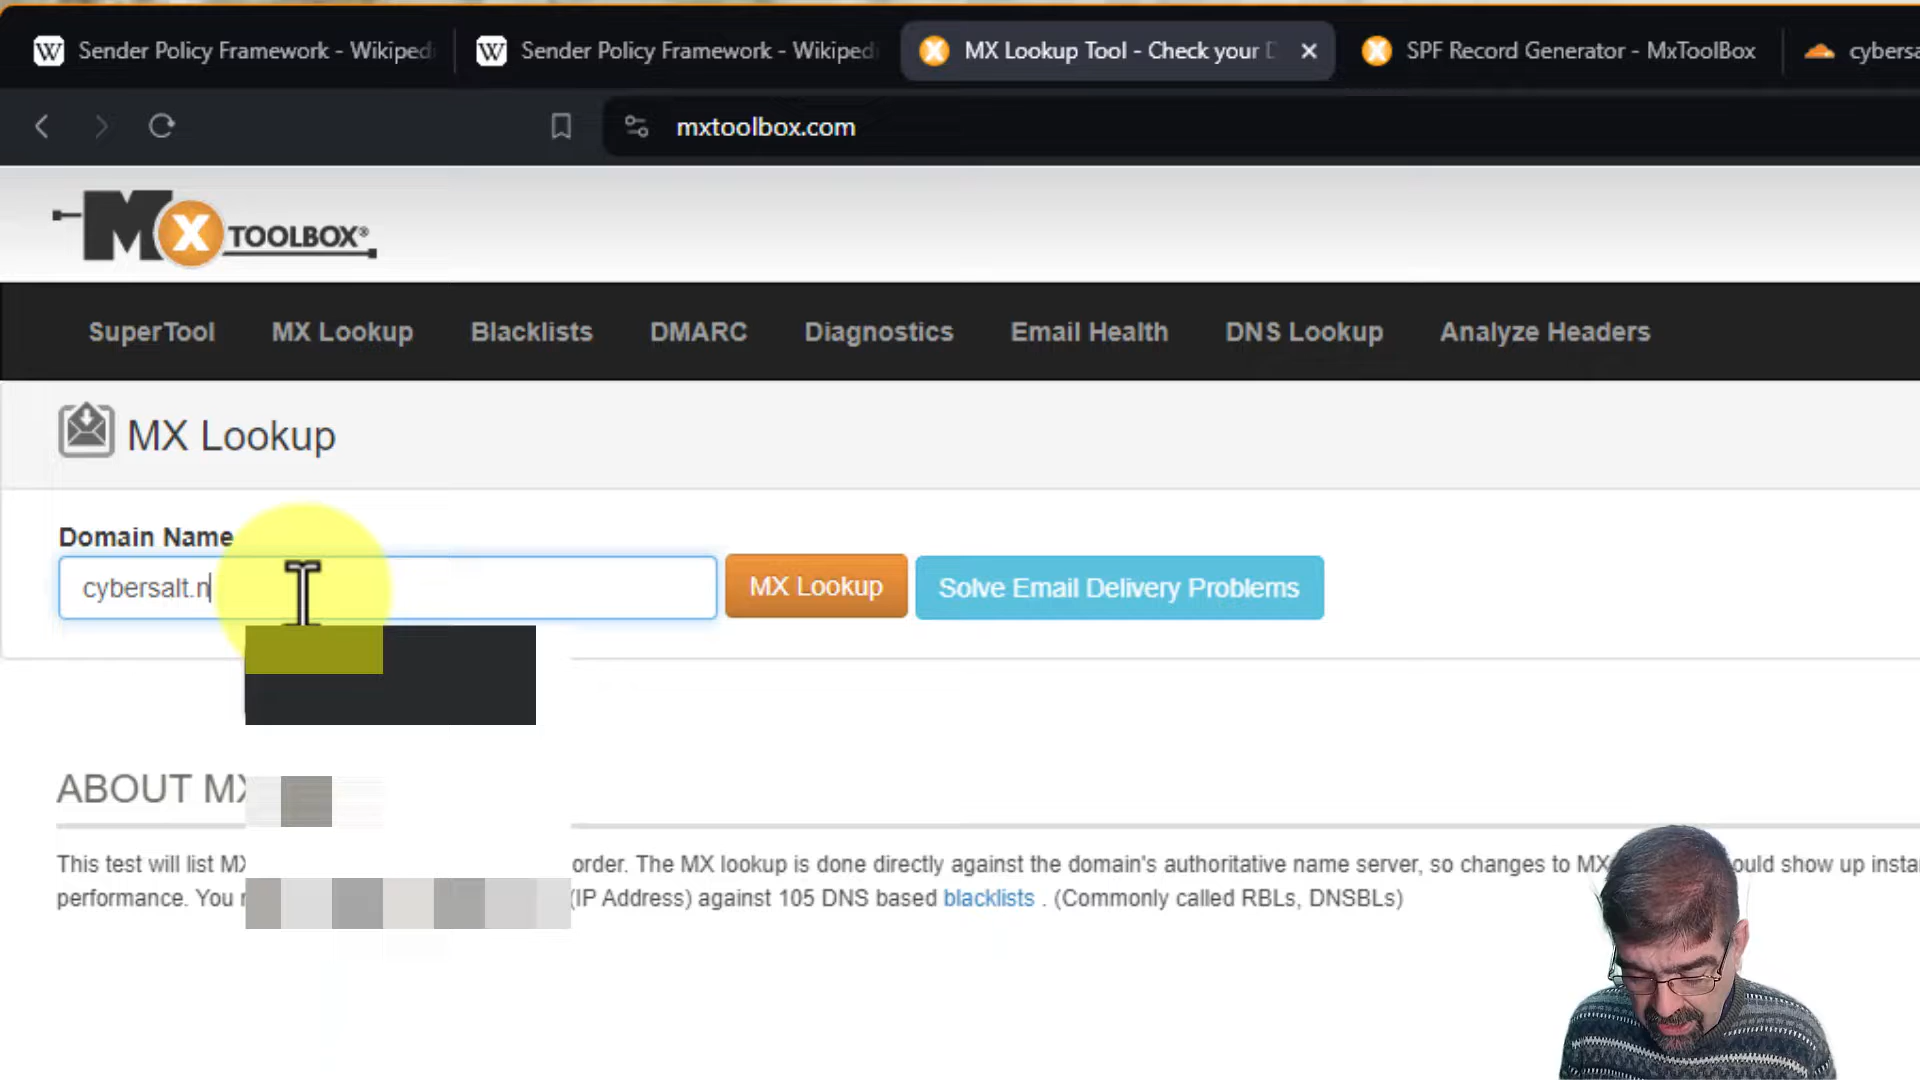 Sender Policy Framework - Wikiped
Sender Policy Framework - Wikiped
MX Lookup Tool - Check your
SPF Record Generator - MxToolBox
cybersa
mxtoolbox.com
MX TOOLBOX®
SuperTool
MX Lookup
Blacklists
DMARC
Diagnostics
Email Health
DNS Lookup
Analyze Headers
MX Lookup
Domain Name
cybersalt.n
MX Lookup
Solve Email Delivery Problems
ABOUT MX
This test will list MX order. The MX lookup is done directly against the domain's authoritative name server, so changes to MX ould show up insta
performance. You (IP Address) against 105 DNS based blacklists . (Commonly called RBLs, DNSBLs)